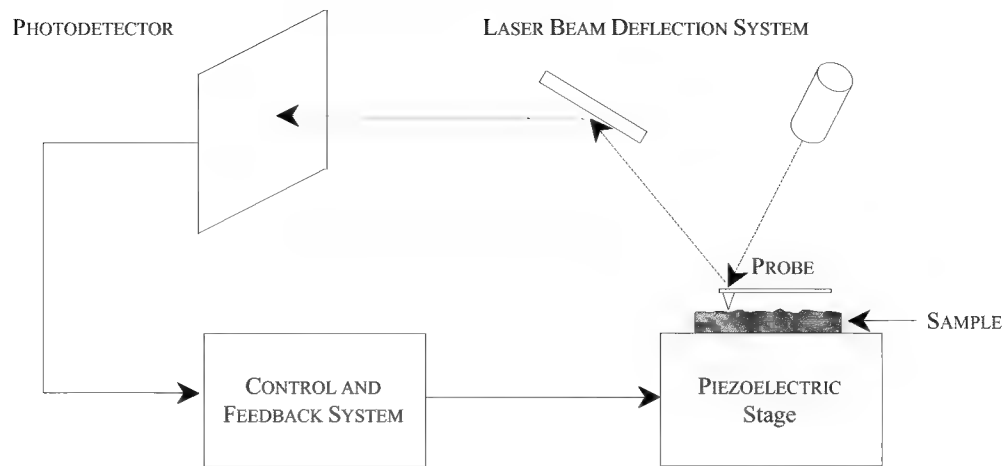 PHOTODETECTOR
LASER BEAM DEFLECTION SYSTEM
PROBE
SAMPLE
CONTROL AND
FEEDBACK SYSTEM
PIEZOELECTRIC
Stage